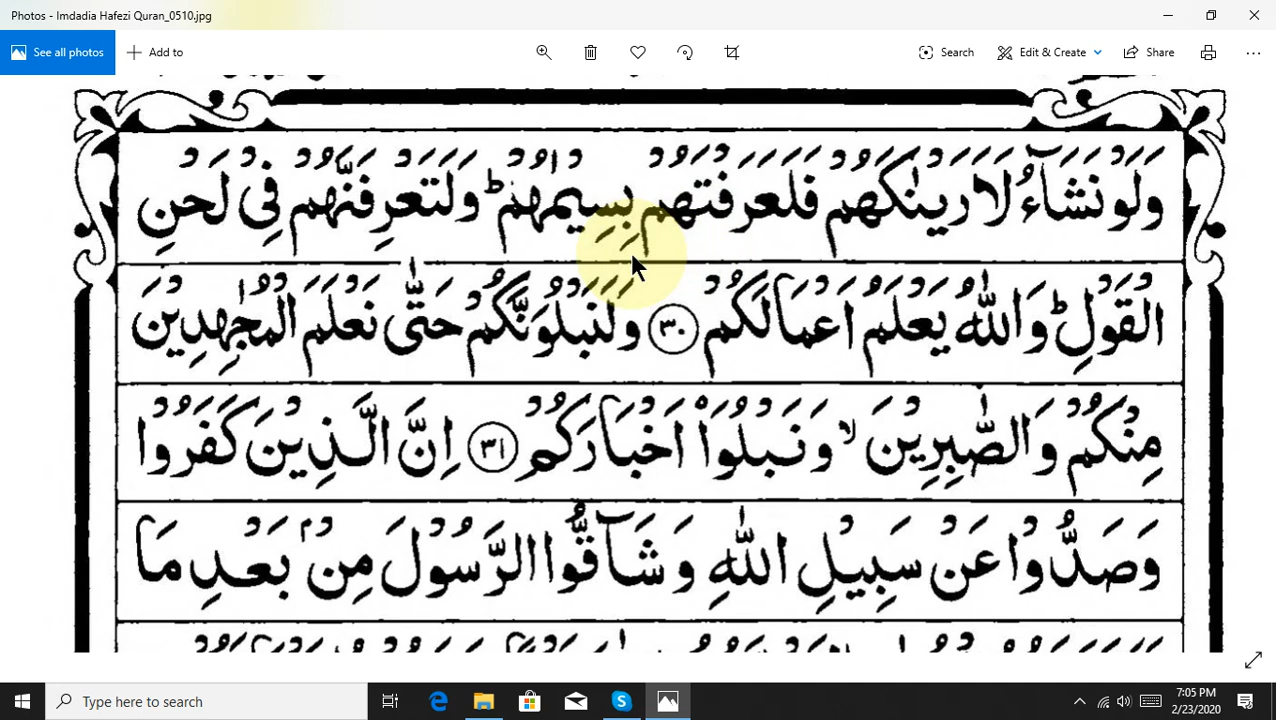 Photos - Imdadia Hafezi Quran_0510.jpg
See all photos
Add to
Search
Edit & Create
Share
وَلَوْ نَشَآءُ لَاَرَيْنٰكَهُمْ فَلَعَرَفْتَهُمْ بِسِيْمٰهُمْ ؕ وَلَتَعْرِفَنَّهُمْ فِيْ لَحْنِ
الْقَوْلِ ؕ وَاللّٰهُ يَعْلَمُ اَعْمَالَكُمْ ﴿٣٠﴾ وَلَنَبْلُوَنَّكُمْ حَتّٰى نَعْلَمَ الْمُجٰهِدِيْنَ
مِنْكُمْ وَالصّٰبِرِيْنَ ۙ وَنَبْلُوَا۟ اَخْبَارَكُمْ ﴿٣١﴾ اِنَّ الَّذِيْنَ كَفَرُوْا
وَصَدُّوْا عَنْ سَبِيْلِ اللّٰهِ وَشَآقُّوا الرَّسُوْلَ مِنْۢ بَعْدِ مَا
Type here to search
7:05 PM
2/23/2020